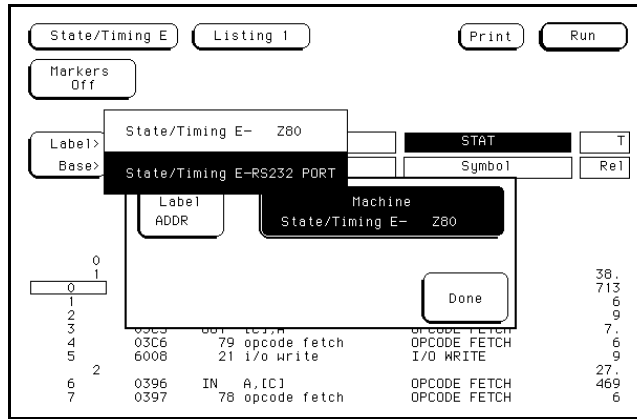 State/Timing E Listing 1 Print Run
Markers
Off
State/Timing E- Z80
Label> STAT T
Base> State/Timing E-RS232 PORT Symbol Rel
Label Machine
ADDR State/Timing E- Z80
0
1 38.
0 Done 713
1 6
2 9
3 OPCODE FETCH 7.
4 03C6 79 opcode fetch OPCODE FETCH 6
5 6008 21 i/o write I/O WRITE 9
2 27.
6 0396 IN A,[C] OPCODE FETCH 469
7 0397 78 opcode fetch OPCODE FETCH 6